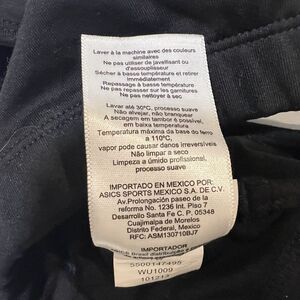 Laver à la machine avec des couleurs
similaires
Ne pas utiliser de javellisant ou
d'assouplisseur
Sécher à basse température et retirer
immédiatement
Repassage à basse température
Ne pas repasser sur les garnitures
Ne pas nettoyer à sec
Lavar até 30ºC, processo suave
Não alvejar, não branquear
A secagem em tambor é possível,
em baixa temperatura
Temperatura máxima da base do ferro
a 110ºC,
vapor pode causar danos irreversíveis
Não limpar a seco
Limpeza a úmido profissional,
processo suave
IMPORTADO EN MEXICO POR:
ASICS SPORTS MEXICO S.A. DE C.V.
Av.Prolongación paseo de la
reforma No. 1236 Int. Piso 7
Desarrollo Santa Fe C. P. 05348
Cuajimalpa de Morelos
Distrito Federal, Mexico
RFC: ASM130710BJ7
IMPORTADOR
ASICS Brasil
5500147495
WU1009